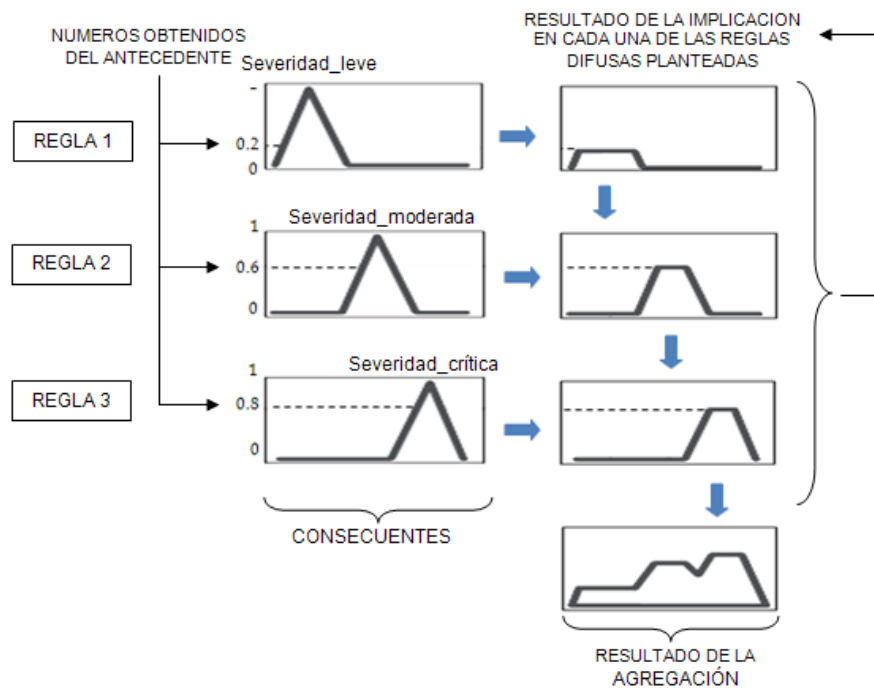 NUMEROS OBTENIDOS
DEL ANTECEDENTE
RESULTADO DE LA IMPLICACION
EN CADA UNA DE LAS REGLAS
DIFUSAS PLANTEADAS
Severidad_leve
REGLA 1
0.2
0
Severidad_moderada
1
REGLA 2
0.6
0
Severidad_crítica
1
REGLA 3
0.8
0
CONSECUENTES
RESULTADO DE LA
AGREGACIÓN